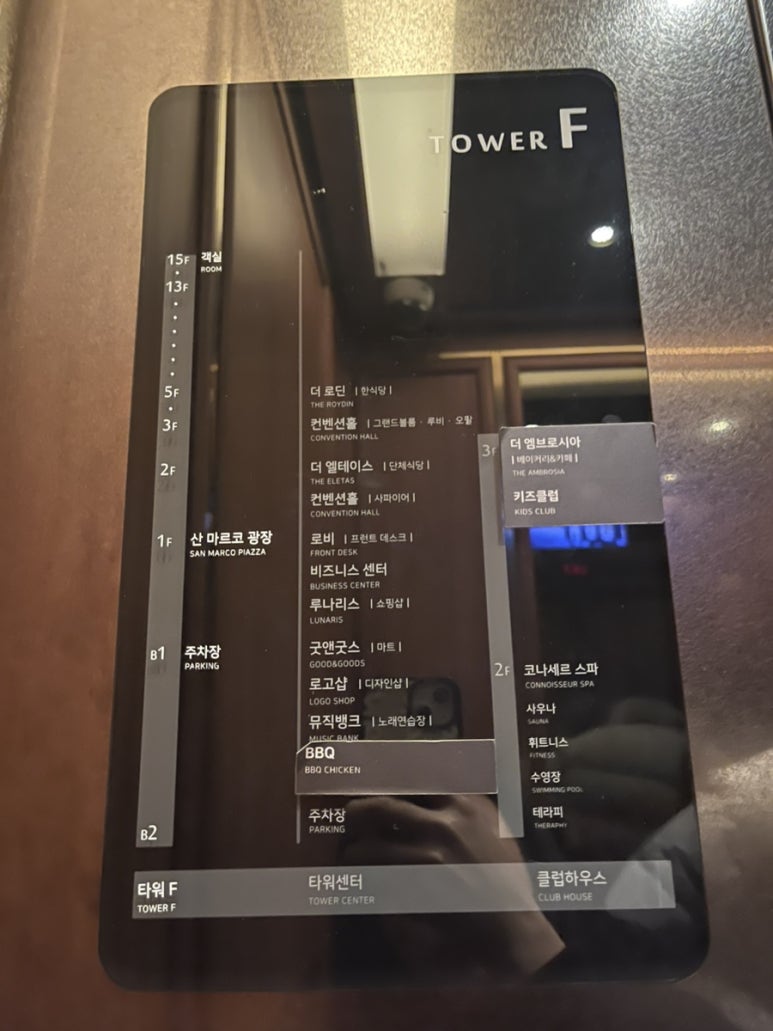 TOWER F
15F 객실
ROOM
13F
5F
3F
2F
1F 산 마르코 광장
SAN MARCO PIAZZA
B1 주차장
PARKING
B2
타워 F
TOWER F
더 로딘 | 한식당 |
THE ROYDIN
컨벤션홀 | 그랜드볼룸 · 루비 · 오팔
CONVENTION HALL
더 엘테이스 | 단체식당 |
THE ELETAS
컨벤션홀 | 사파이어 |
CONVENTION HALL
로비 | 프런트 데스크 |
FRONT DESK
비즈니스 센터
BUSINESS CENTER
루나리스 | 쇼핑샵 |
LUNARIS
굿앤굿스 | 마트 |
GOOD&GOODS
로고샵 | 디자인샵 |
LOGO SHOP
뮤직뱅크 | 노래연습장 |
MUSIC BANK
BBQ
BBQ CHICKEN
주차장
PARKING
타워센터
TOWER CENTER
3F
더 엠브로시아
| 베이커리&카페 |
THE AMBROSIA
키즈클럽
KIDS CLUB
2F 코나세르 스파
CONNOISSEUR SPA
사우나
SAUNA
휘트니스
FITNESS
수영장
SWIMMING POOL
테라피
THERAPHY
클럽하우스
CLUB HOUSE